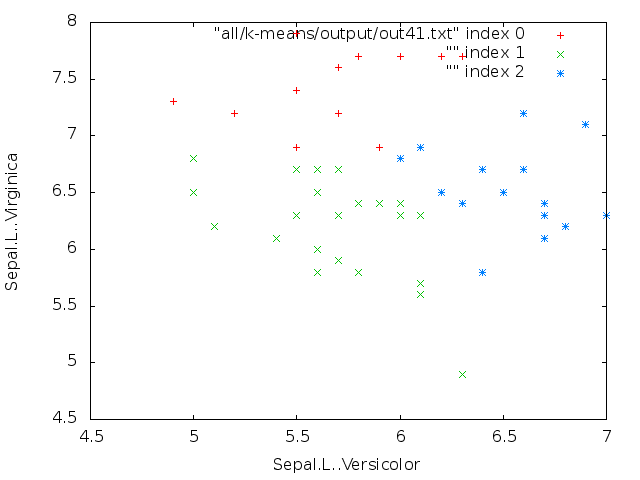 8
"all/k-means/output/out41.txt" index 0
"" index 1
"" index 2
7.5
7
6.5
6
5.5
5
4.5
Sepal.L..Virginica
4.5 5 5.5 6 6.5 7
Sepal.L..Versicolor